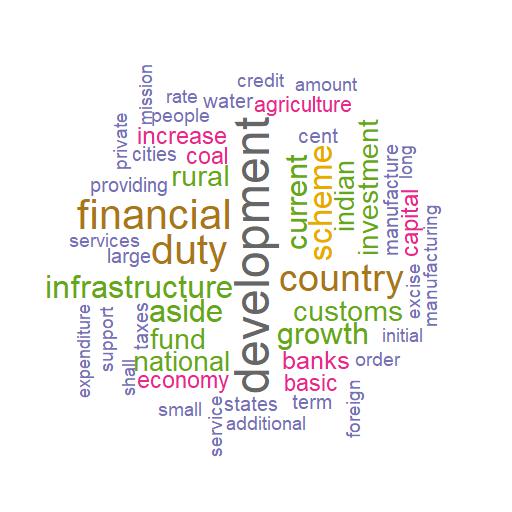 credit
amount
mission
rate
water
agriculture
people
private
increase
cent
cities
coal
rural
providing
development
current
scheme
indian
investment
manufacture
long
financial
capital
services
large
duty
country
excise
manufacturing
infrastructure
aside
customs
expenditure
support
taxes
fund
growth
initial
national
shall
economy
banks
order
basic
small
states
term
foreign
service
additional